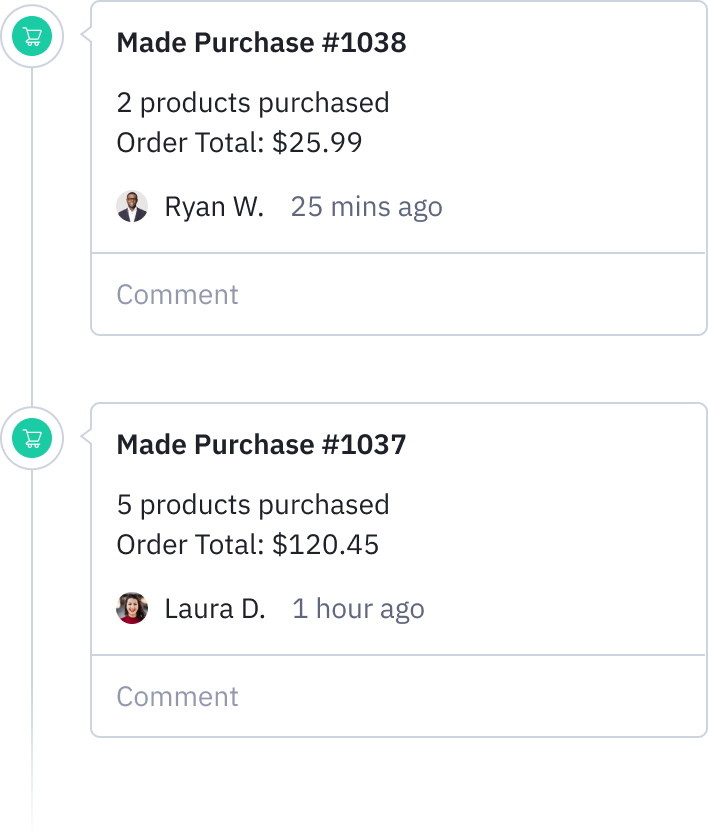 Made Purchase #1038
2 products purchased
Order Total: $25.99
Ryan W. 25 mins ago
Comment
Made Purchase #1037
5 products purchased
Order Total: $120.45
Laura D. 1 hour ago
Comment